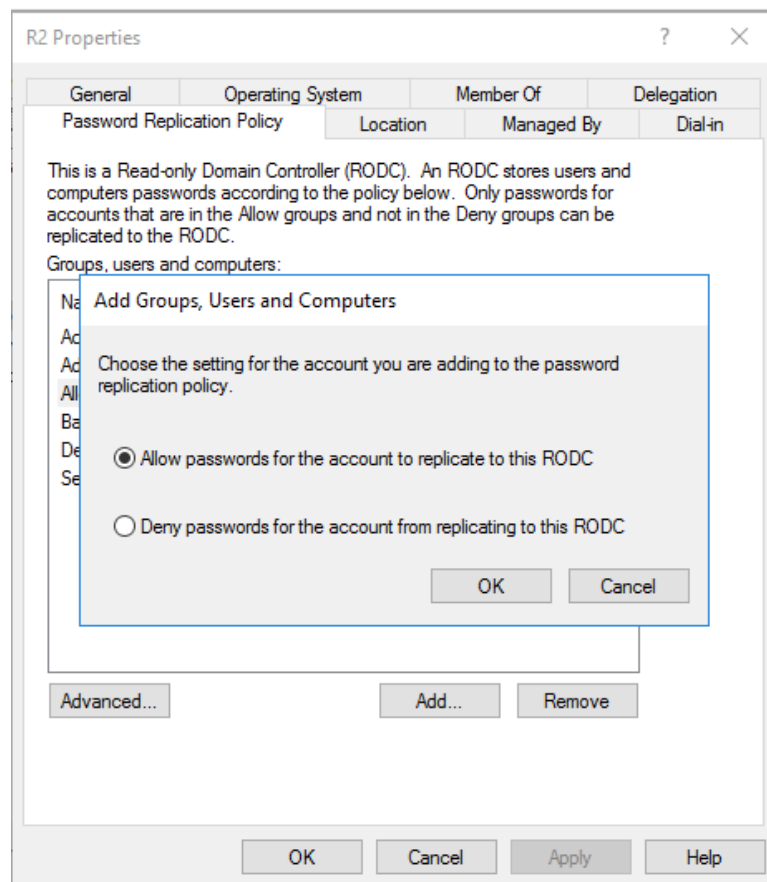 R2 Properties
?
General
Operating System
Member Of
Delegation
Password Replication Policy
Location
Managed By
Dial-in
This is a Read-only Domain Controller (RODC). An RODC stores users and
computers passwords according to the policy below. Only passwords for
accounts that are in the Allow groups and not in the Deny groups can be
replicated to the RODC.
Groups, users and computers:
Add Groups, Users and Computers
Choose the setting for the account you are adding to the password
replication policy.
Allow passwords for the account to replicate to this RODC
Deny passwords for the account from replicating to this RODC
OK
Cancel
Advanced...
Add...
Remove
OK
Cancel
Apply
Help